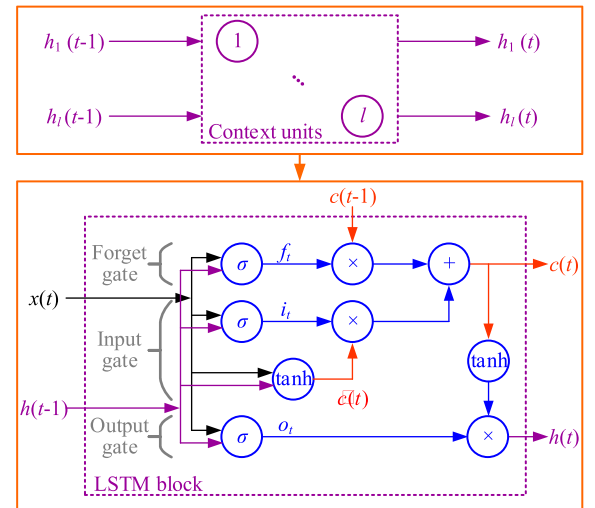 h1 (t-1) 1 h1 (t)
hl (t-1) l hl (t)
Context units
c(t-1)
Forget
gate
σ ft × + c(t)
x(t)
Input
gate
σ it ×
tanh
tanh
c̅(t)
h(t-1)
Output
gate
σ ot × h(t)
LSTM block